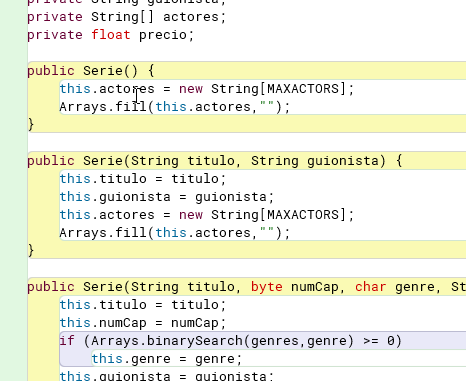 private String guionista;
private String[] actores;
private float precio;
public Serie() {
this.actores = new String[MAXACTORS];
Arrays.fill(this.actores,"");
}
public Serie(String titulo, String guionista) {
this.titulo = titulo;
this.guionista = guionista;
this.actores = new String[MAXACTORS];
Arrays.fill(this.actores,"");
}
public Serie(String titulo, byte numCap, char genre, St
this.titulo = titulo;
this.numCap = numCap;
if (Arrays.binarySearch(genres,genre) >= 0)
this.genre = genre;
this.guionista = guionista;